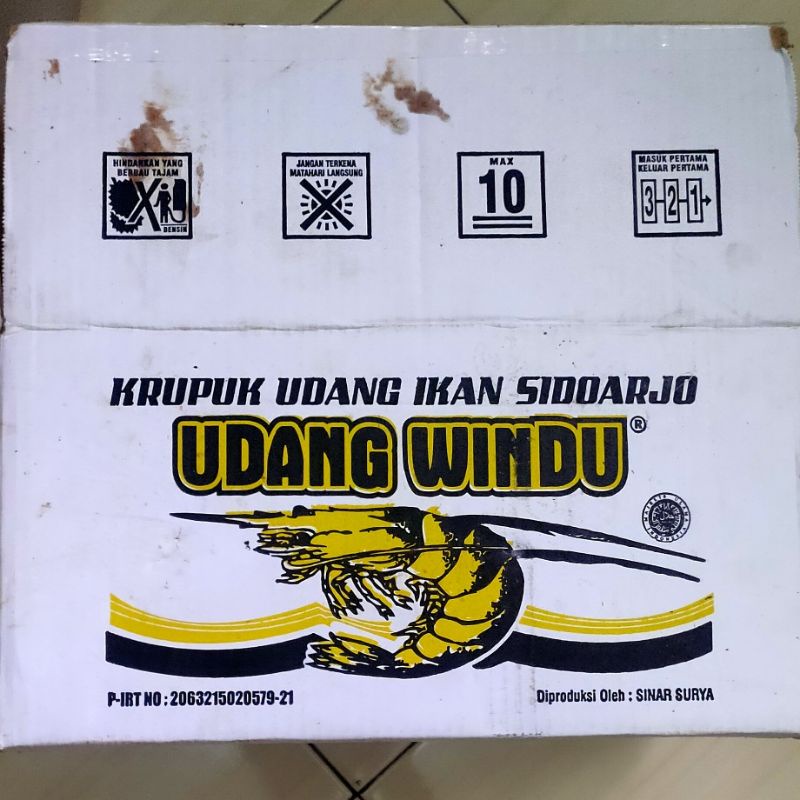 HINDARKAN YANG
BERBAU TAJAM
BENSIN
JANGAN TERKENA
MATAHARI LANGSUNG
MAX
10
MASUK PERTAMA
KELUAR PERTAMA
3-2-1
KRUPUK UDANG IKAN SIDOARJO
UDANG WINDU®
P-IRT NO : 2063215020579-21
Diproduksi Oleh : SINAR SURYA